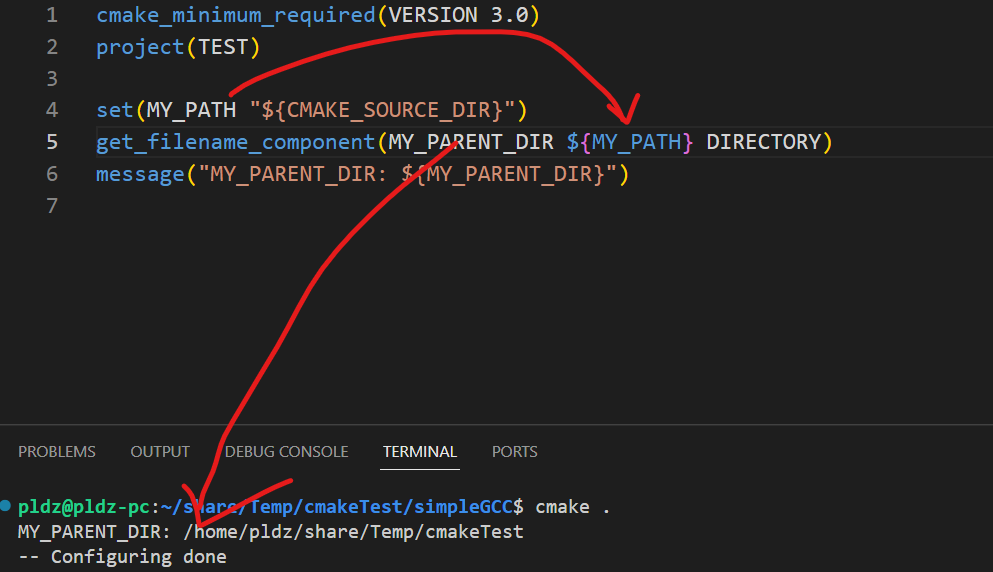 1 cmake_minimum_required(VERSION 3.0)
2 project(TEST)
3
4 set(MY_PATH "${CMAKE_SOURCE_DIR}")
5 get_filename_component(MY_PARENT_DIR ${MY_PATH} DIRECTORY)
6 message("MY_PARENT_DIR: ${MY_PARENT_DIR}")
7
PROBLEMS OUTPUT DEBUG CONSOLE TERMINAL PORTS
pldz@pldz-pc:~/share/Temp/cmakeTest/simpleGCC$ cmake .
MY_PARENT_DIR: /home/pldz/share/Temp/cmakeTest
-- Configuring done